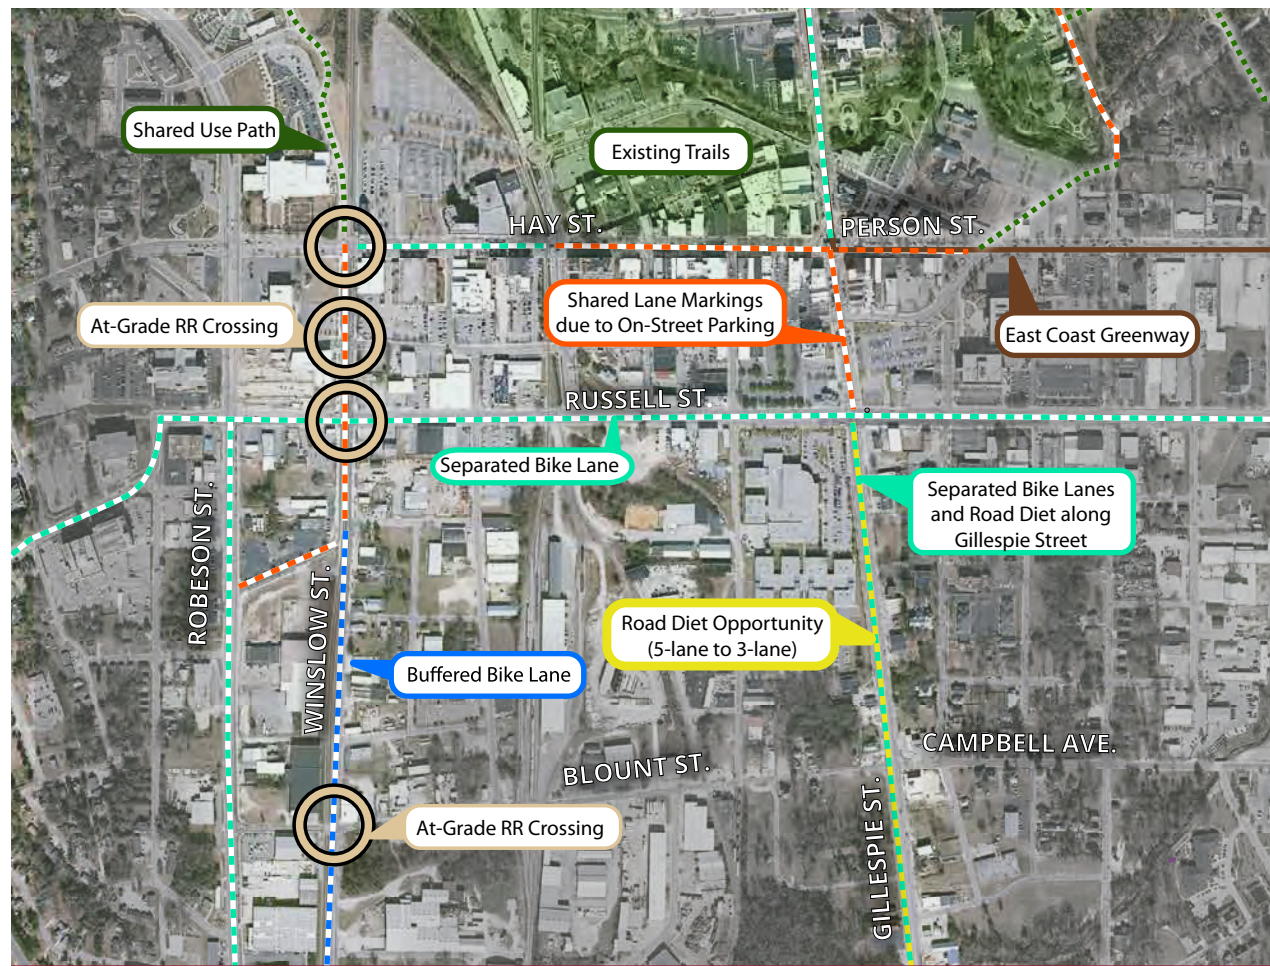 Shared Use Path
Existing Trails
HAY ST.
PERSON ST.
At-Grade RR Crossing
Shared Lane Markings
due to On-Street Parking
East Coast Greenway
RUSSELL ST.
Separated Bike Lane
Separated Bike Lanes
and Road Diet along
Gillespie Street
ROBESON ST.
WINSLOW ST.
Road Diet Opportunity
(5-lane to 3-lane)
Buffered Bike Lane
CAMPBELL AVE.
BLOUNT ST.
GILLESPIE ST.
At-Grade RR Crossing